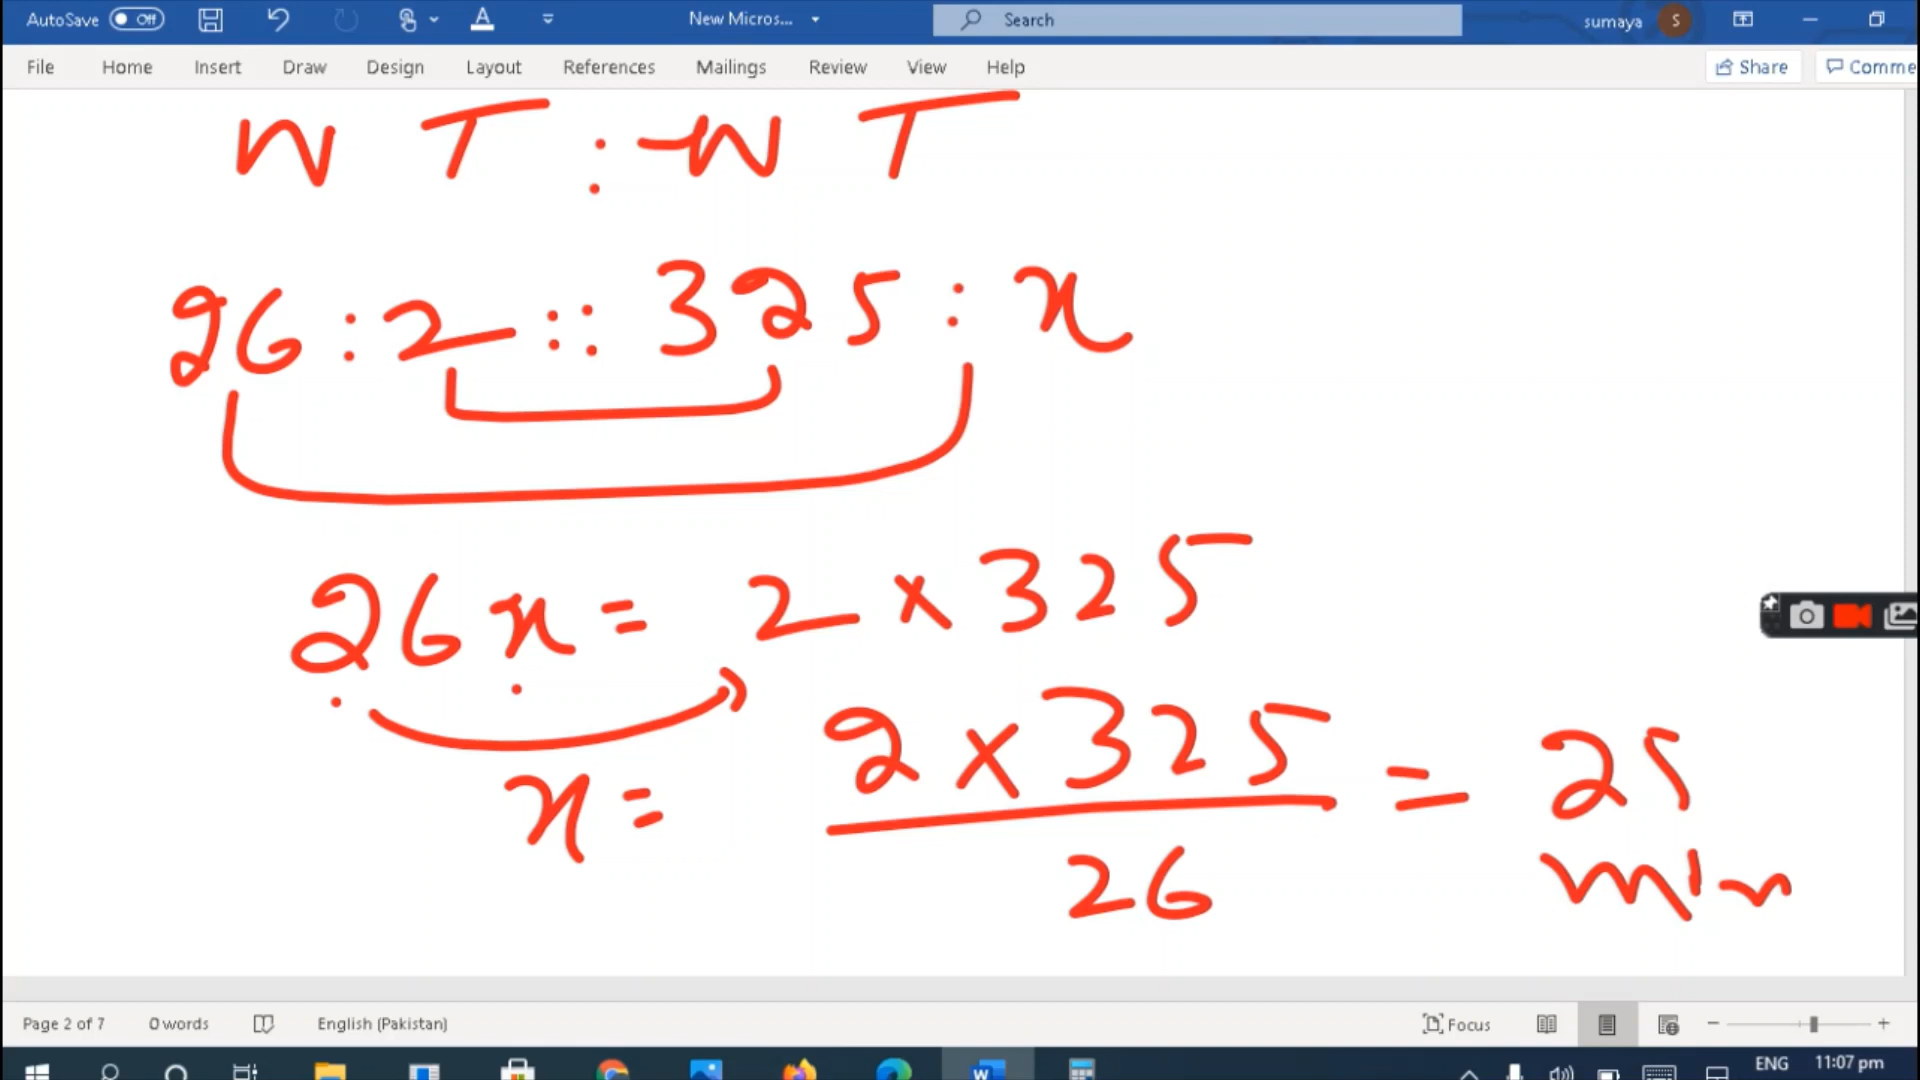 AutoSave Off New Micros... Search sumaya S
File Home Insert Draw Design Layout References Mailings Review View Help Share Comme
W T : W T
26 : 2 :: 325 : x
26x = 2 × 325
x = 2 × 325 / 26 = 25
min
Page 2 of 7 0 words English (Pakistan) Focus
W ENG 11:07 pm